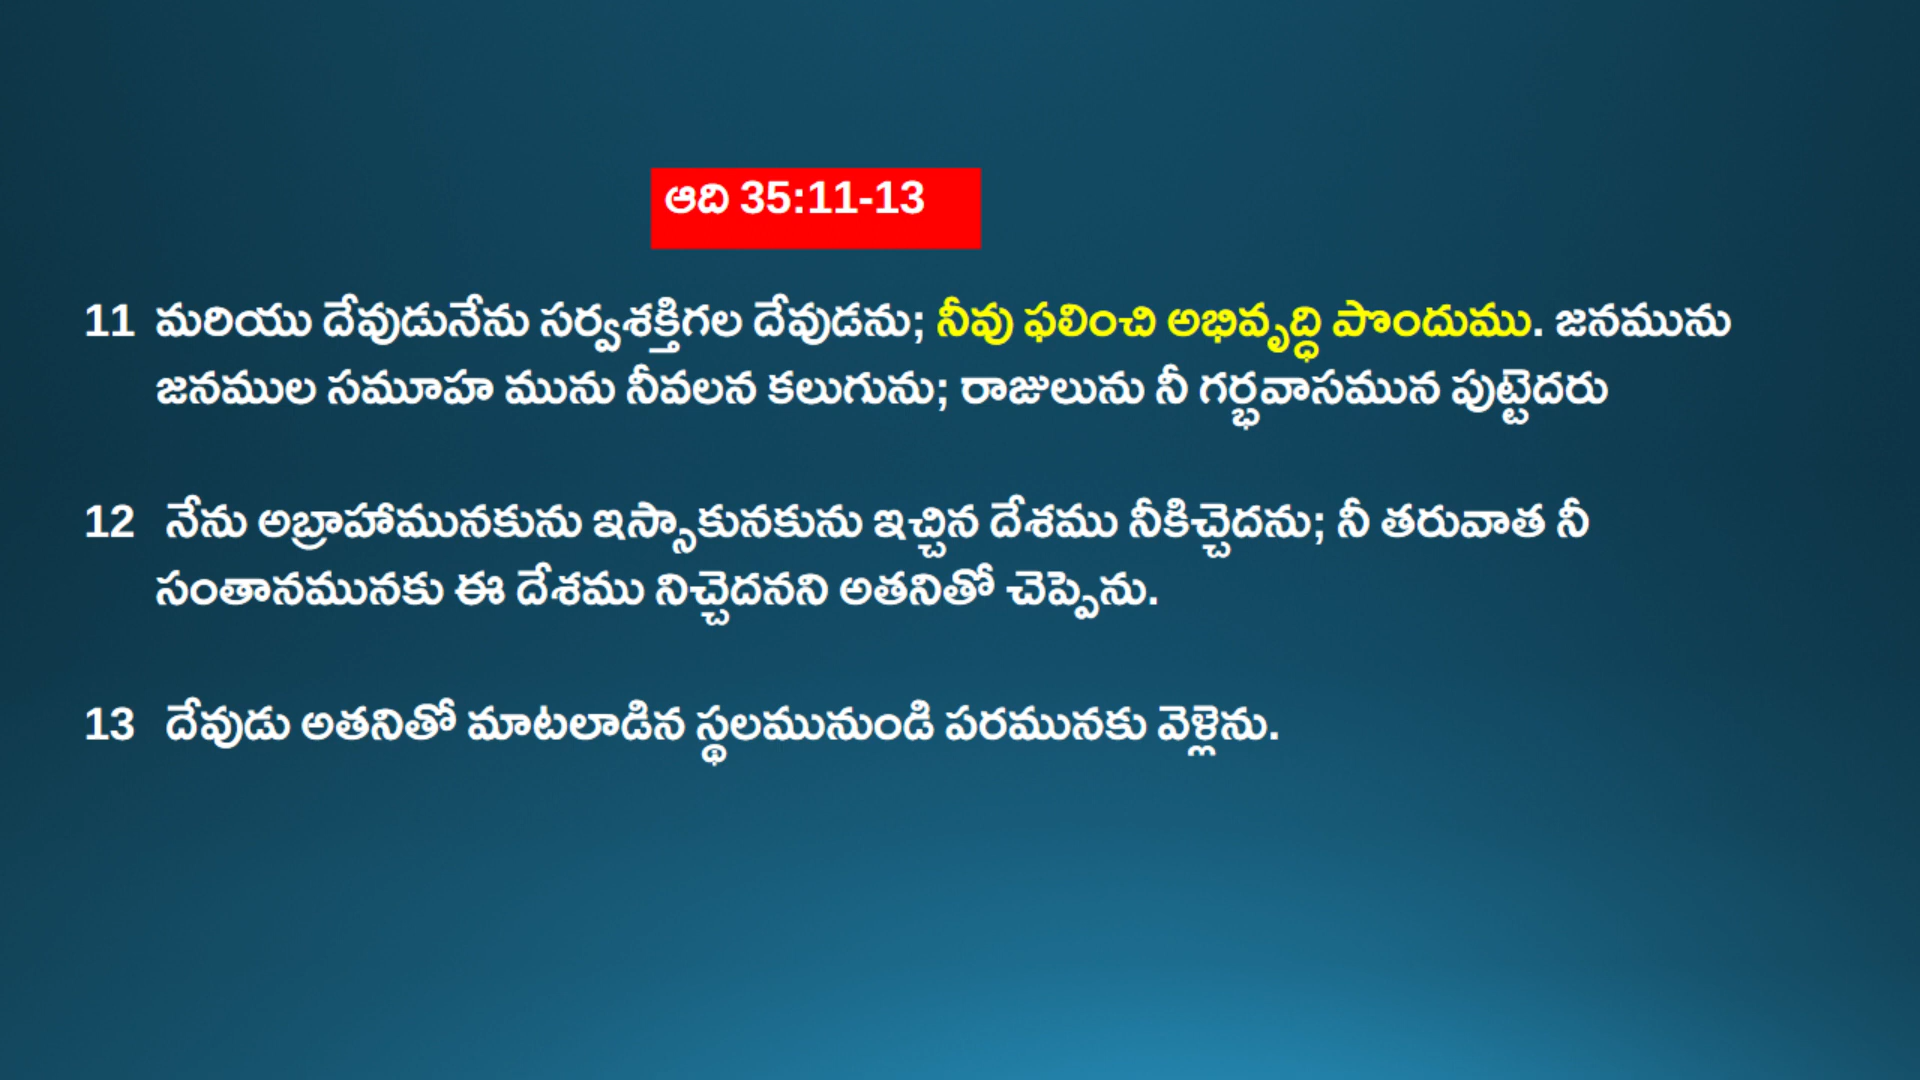 ఆది 35:11-13
11 మరియు దేవుడునేను సర్వశక్తిగల దేవుడను; నీవు ఫలించి అభివృద్ధి పొందుము. జనమును
జనముల సమూహ మును నీవలన కలుగును; రాజులును నీ గర్భవాసమున పుట్టెదరు
12 నేను అబ్రాహామునకును ఇస్సాకునకును ఇచ్చిన దేశము నీకిచ్చెదను; నీ తరువాత నీ
సంతానమునకు ఈ దేశము నిచ్చెదనని అతనితో చెప్పెను.
13 దేవుడు అతనితో మాటలాడిన స్థలమునుండి పరమునకు వెళ్లెను.